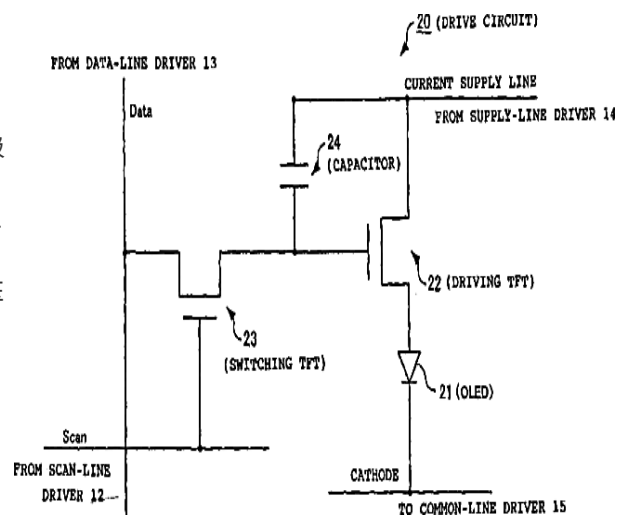 20 (DRIVE CIRCUIT)
FROM DATA-LINE DRIVER 13
CURRENT SUPPLY LINE
Data
FROM SUPPLY-LINE DRIVER 14
24
(CAPACITOR)
22 (DRIVING TFT)
23
(SWITCHING TFT)
21 (OLED)
Scan
FROM SCAN-LINE
DRIVER 12
CATHODE
TO COMMON-LINE DRIVER 15